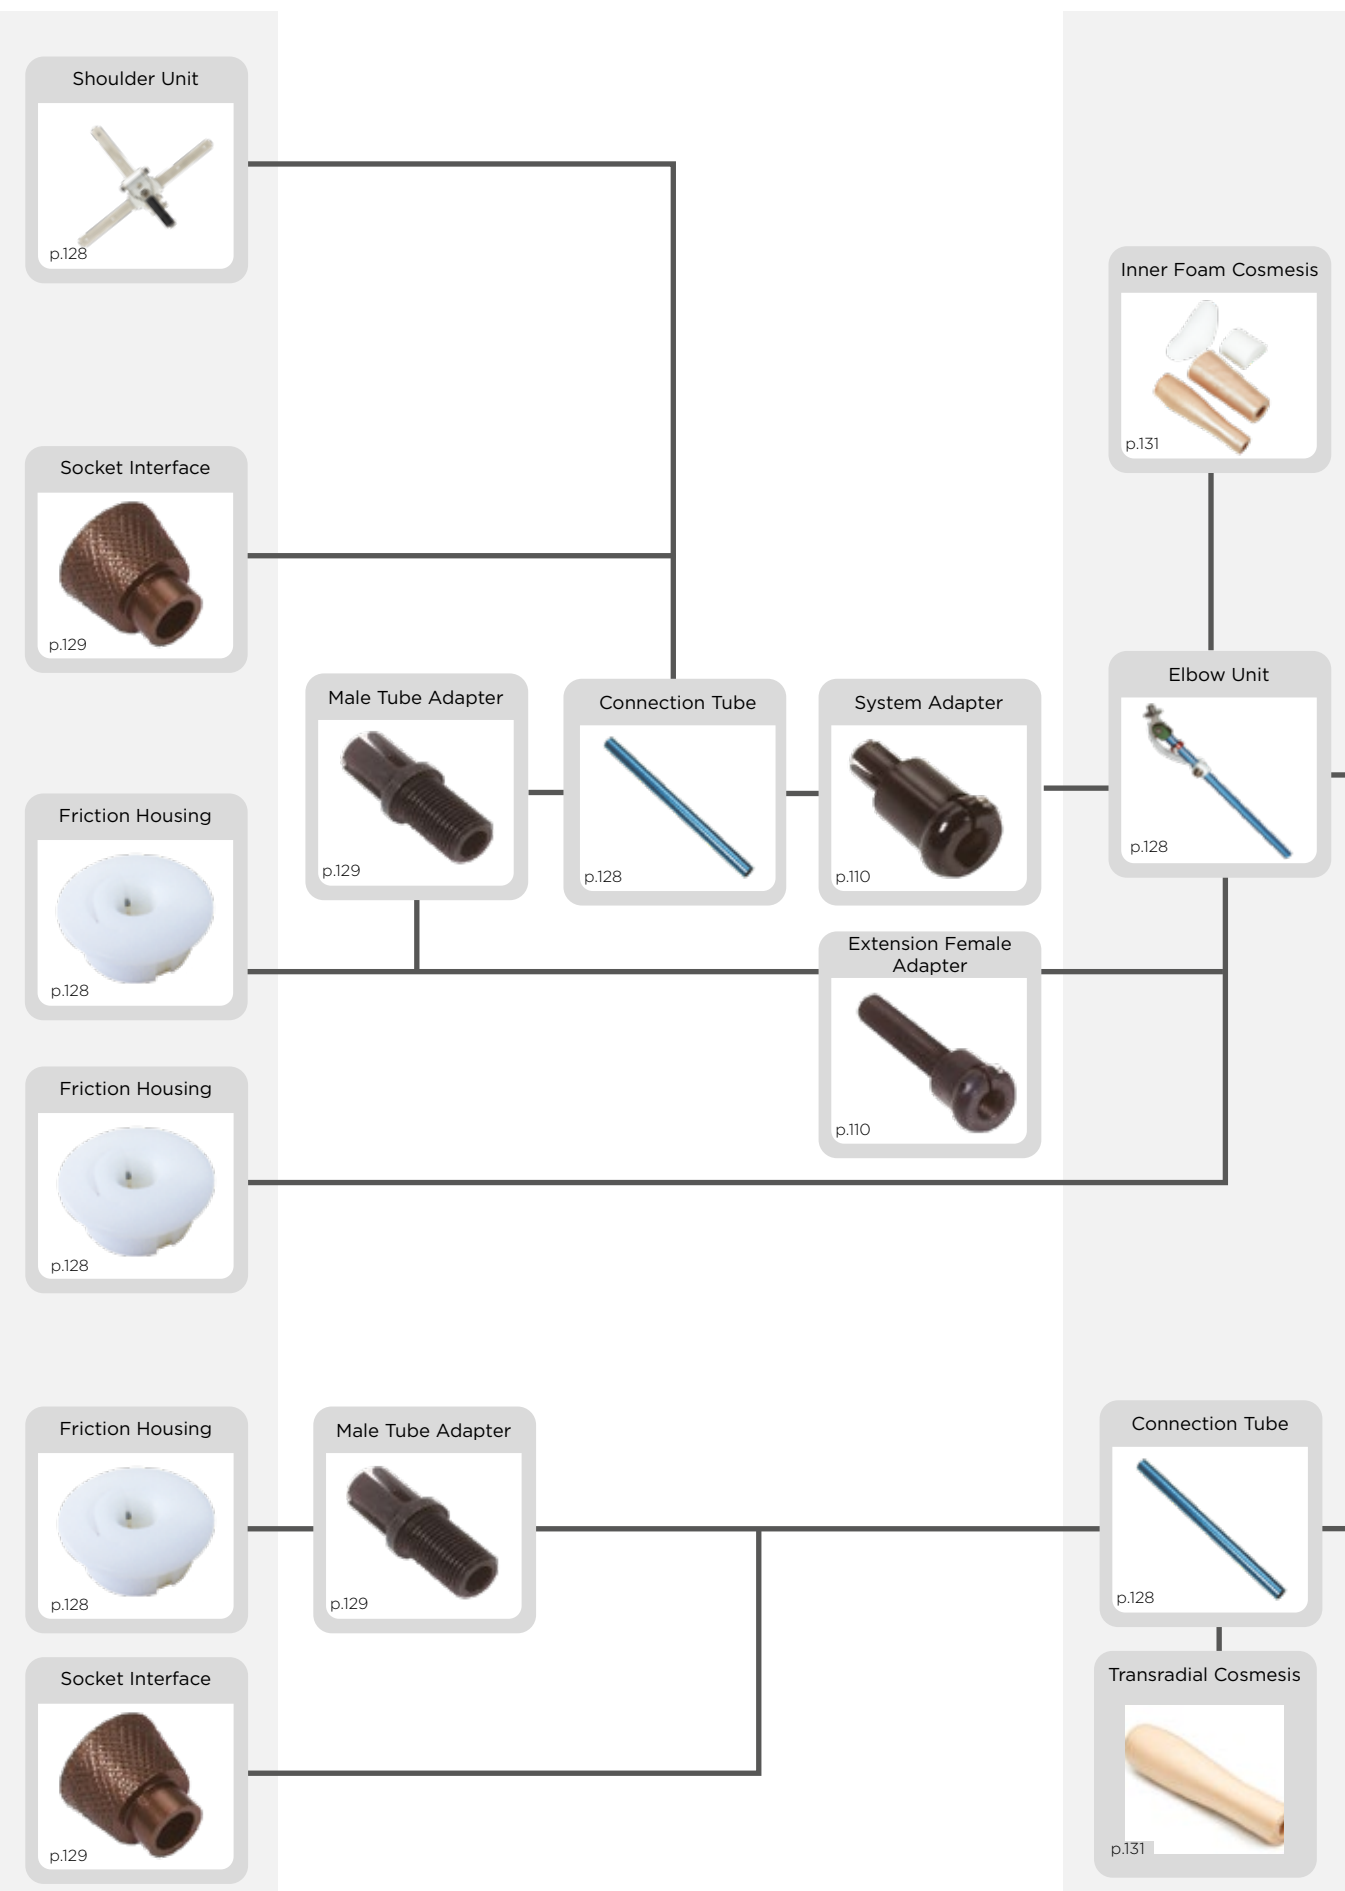 Shoulder Unit
p.128
Inner Foam Cosmesis
p.131
Socket Interface
p.129
Male Tube Adapter
p.129
Connection Tube
p.128
System Adapter
p.110
Elbow Unit
p.128
Friction Housing
p.128
Extension Female
Adapter
p.110
Friction Housing
p.128
Friction Housing
p.128
Male Tube Adapter
p.129
Connection Tube
p.128
Socket Interface
p.129
Transradial Cosmesis
p.131